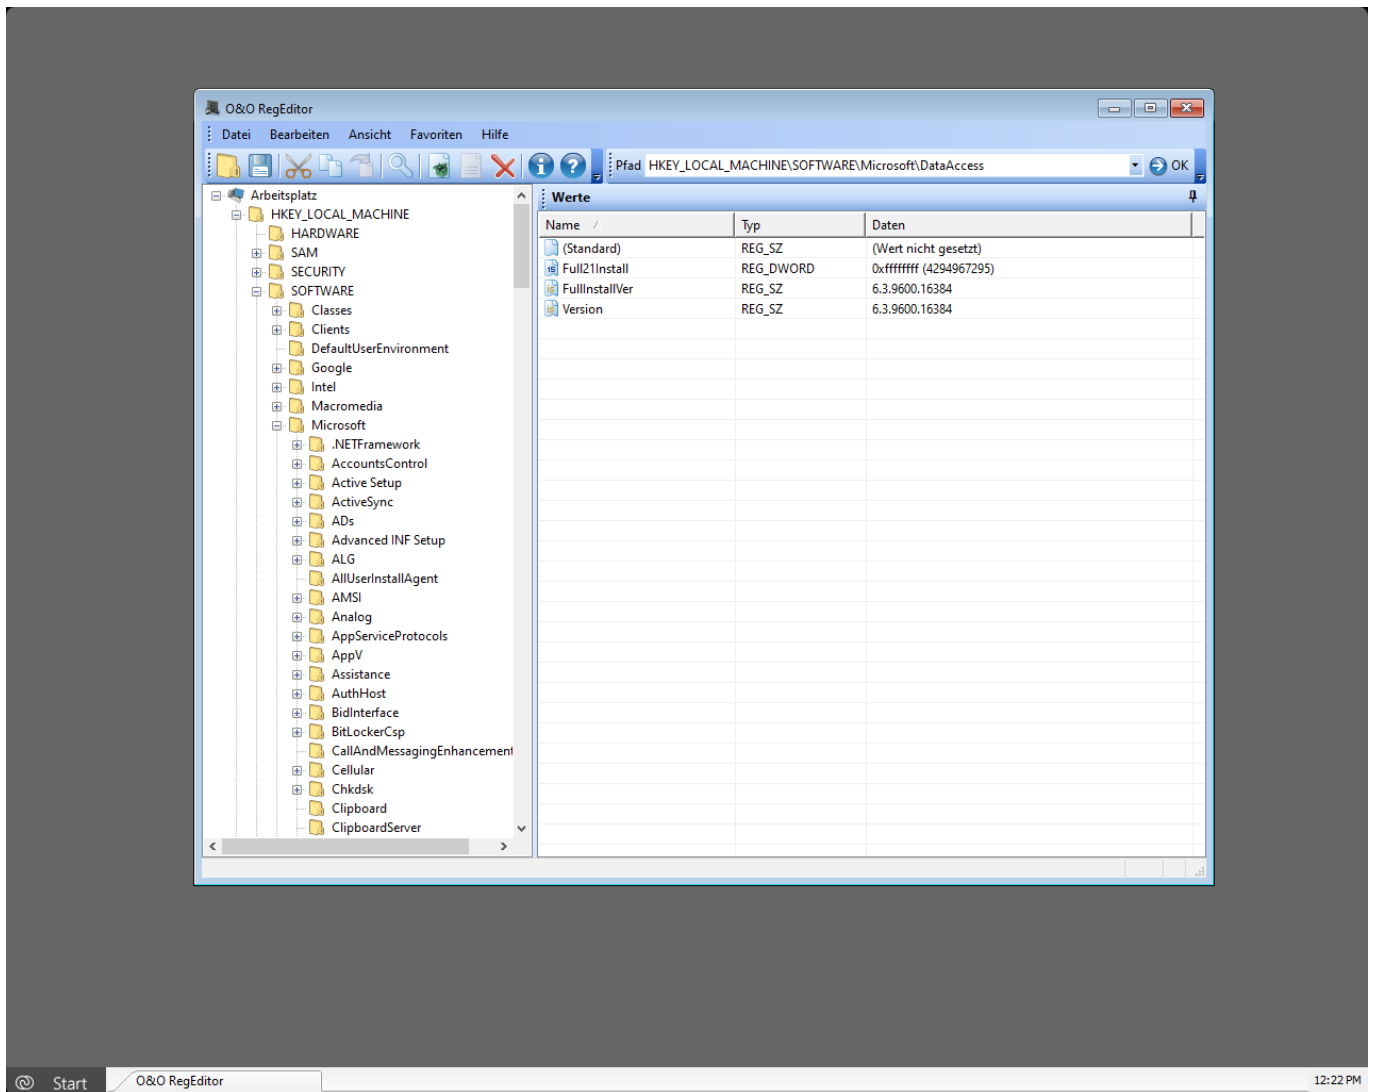 O&O RegEditor
Datei Bearbeiten Ansicht Favoriten Hilfe
Pfad HKEY_LOCAL_MACHINE\SOFTWARE\Microsoft\DataAccess OK
Arbeitsplatz
HKEY_LOCAL_MACHINE
HARDWARE
SAM
SECURITY
SOFTWARE
Classes
Clients
DefaultUserEnvironment
Google
Intel
Macromedia
Microsoft
.NETFramework
AccountsControl
Active Setup
ActiveSync
ADs
Advanced INF Setup
ALG
AllUserInstallAgent
AMSI
Analog
AppServiceProtocols
AppV
Assistance
AuthHost
BidInterface
BitLockerCsp
CallAndMessagingEnhancement
Cellular
Chkdsk
Clipboard
ClipboardServer
Werte
Name Typ Daten
(Standard) REG_SZ (Wert nicht gesetzt)
Full21Install REG_DWORD 0xffffffff (4294967295)
FullInstallVer REG_SZ 6.3.9600.16384
Version REG_SZ 6.3.9600.16384
Start O&O RegEditor 12:22 PM